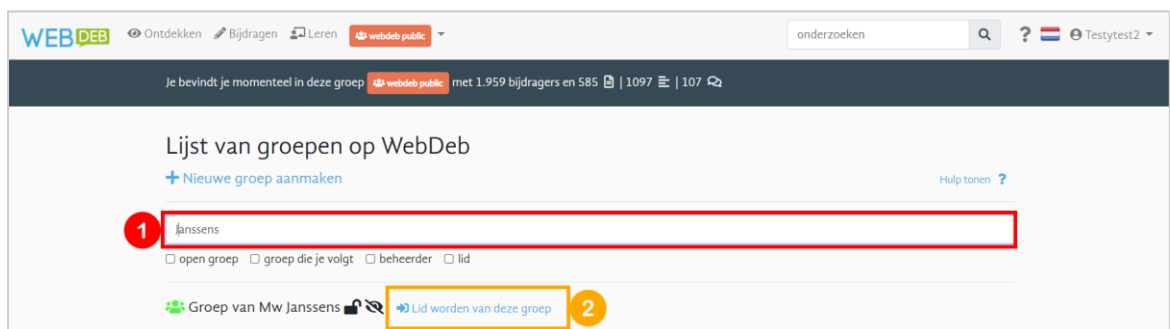 WEBDEB Ontdekken Bijdragen Leren webdeb public onderzoeken ? Testytest2
Je bevindt je momenteel in deze groep webdeb public met 1.959 bijdragers en 585 | 1097 | 107
Lijst van groepen op WebDeb
+ Nieuwe groep aanmaken Hulp tonen ?
1 Janssens
open groep groep die je volgt beheerder lid
Groep van Mw Janssens Lid worden van deze groep 2